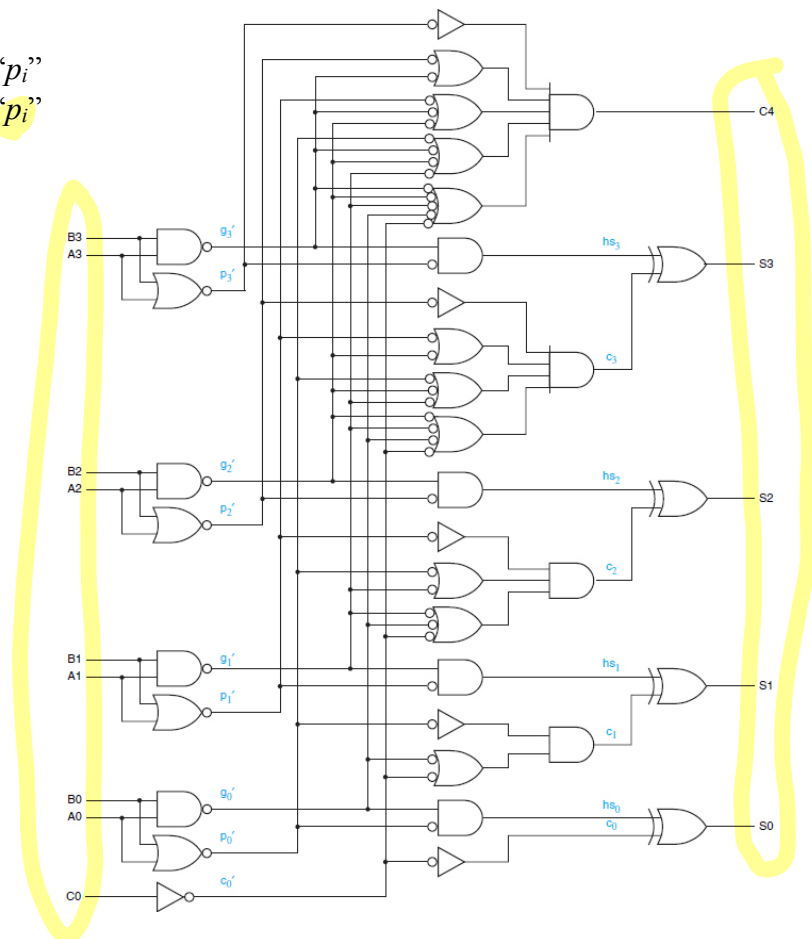 “pi”
“pi”
C4
g3′
B3
A3
hs3
S3
p3′
c3
B2
A2
g2′
hs2
S2
p2′
c2
B1
A1
g1′
hs1
S1
p1′
c1
B0
A0
g0′
hs0
c0
S0
p0′
c0′
C0